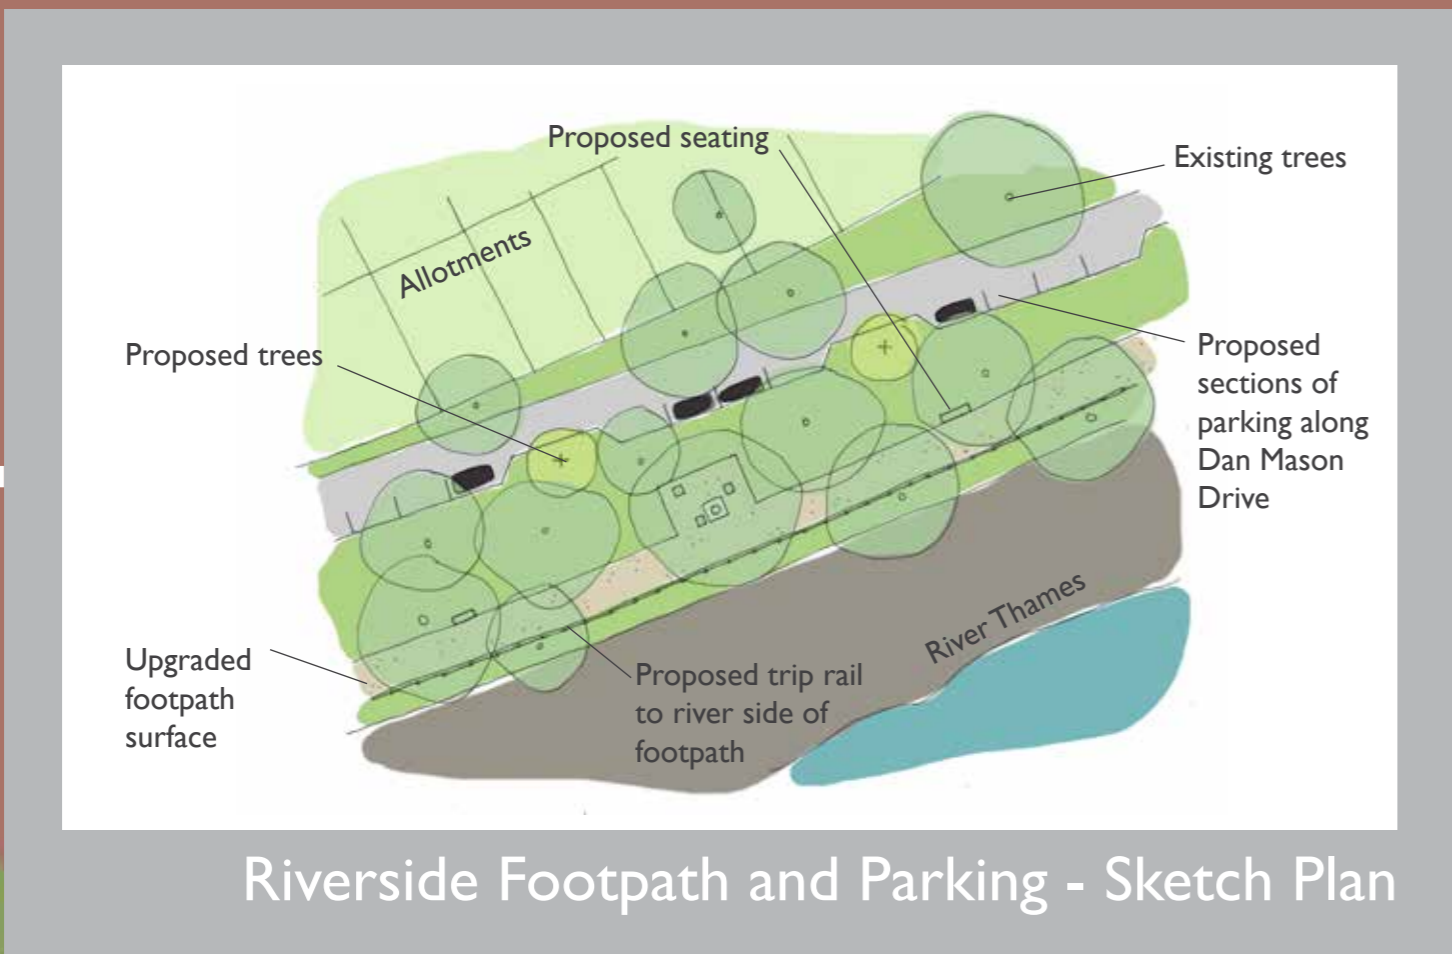 Proposed seating
Existing trees
Allotments
Proposed trees
Proposed
sections of
parking along
Dan Mason
Drive
River Thames
Upgraded
footpath
surface
Proposed trip rail
to river side of
footpath
Riverside Footpath and Parking - Sketch Plan